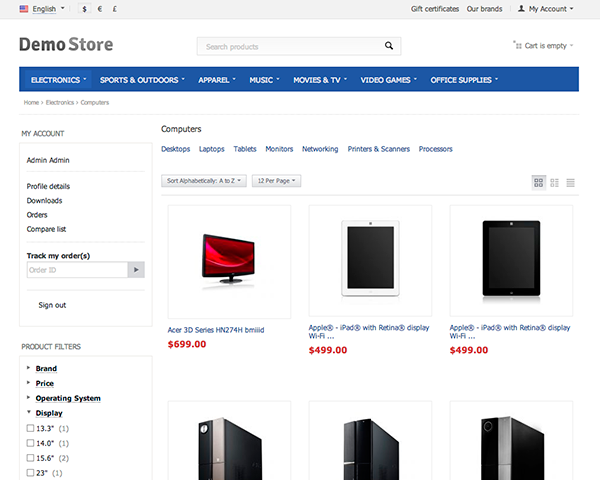 English $ € £ Gift certificates Our brands My Account
Demo Store Search products Cart is empty
ELECTRONICS SPORTS & OUTDOORS APPAREL MUSIC MOVIES & TV VIDEO GAMES OFFICE SUPPLIES
Home › Electronics › Computers
MY ACCOUNT
Admin Admin
Profile details
Downloads
Orders
Compare list
Track my order(s)
Order ID
Sign out
PRODUCT FILTERS
Brand
Price
Operating System
Display
13.3" (1)
14.0" (1)
15.6" (2)
23" (1)
Computers
Desktops Laptops Tablets Monitors Networking Printers & Scanners Processors
Sort Alphabetically: A to Z 12 Per Page
Acer 3D Series HN274H bmiiid
$699.00
Apple® - iPad® with Retina® display
Wi-Fi ...
$499.00
Apple® - iPad® with Retina® display
Wi-Fi ...
$499.00